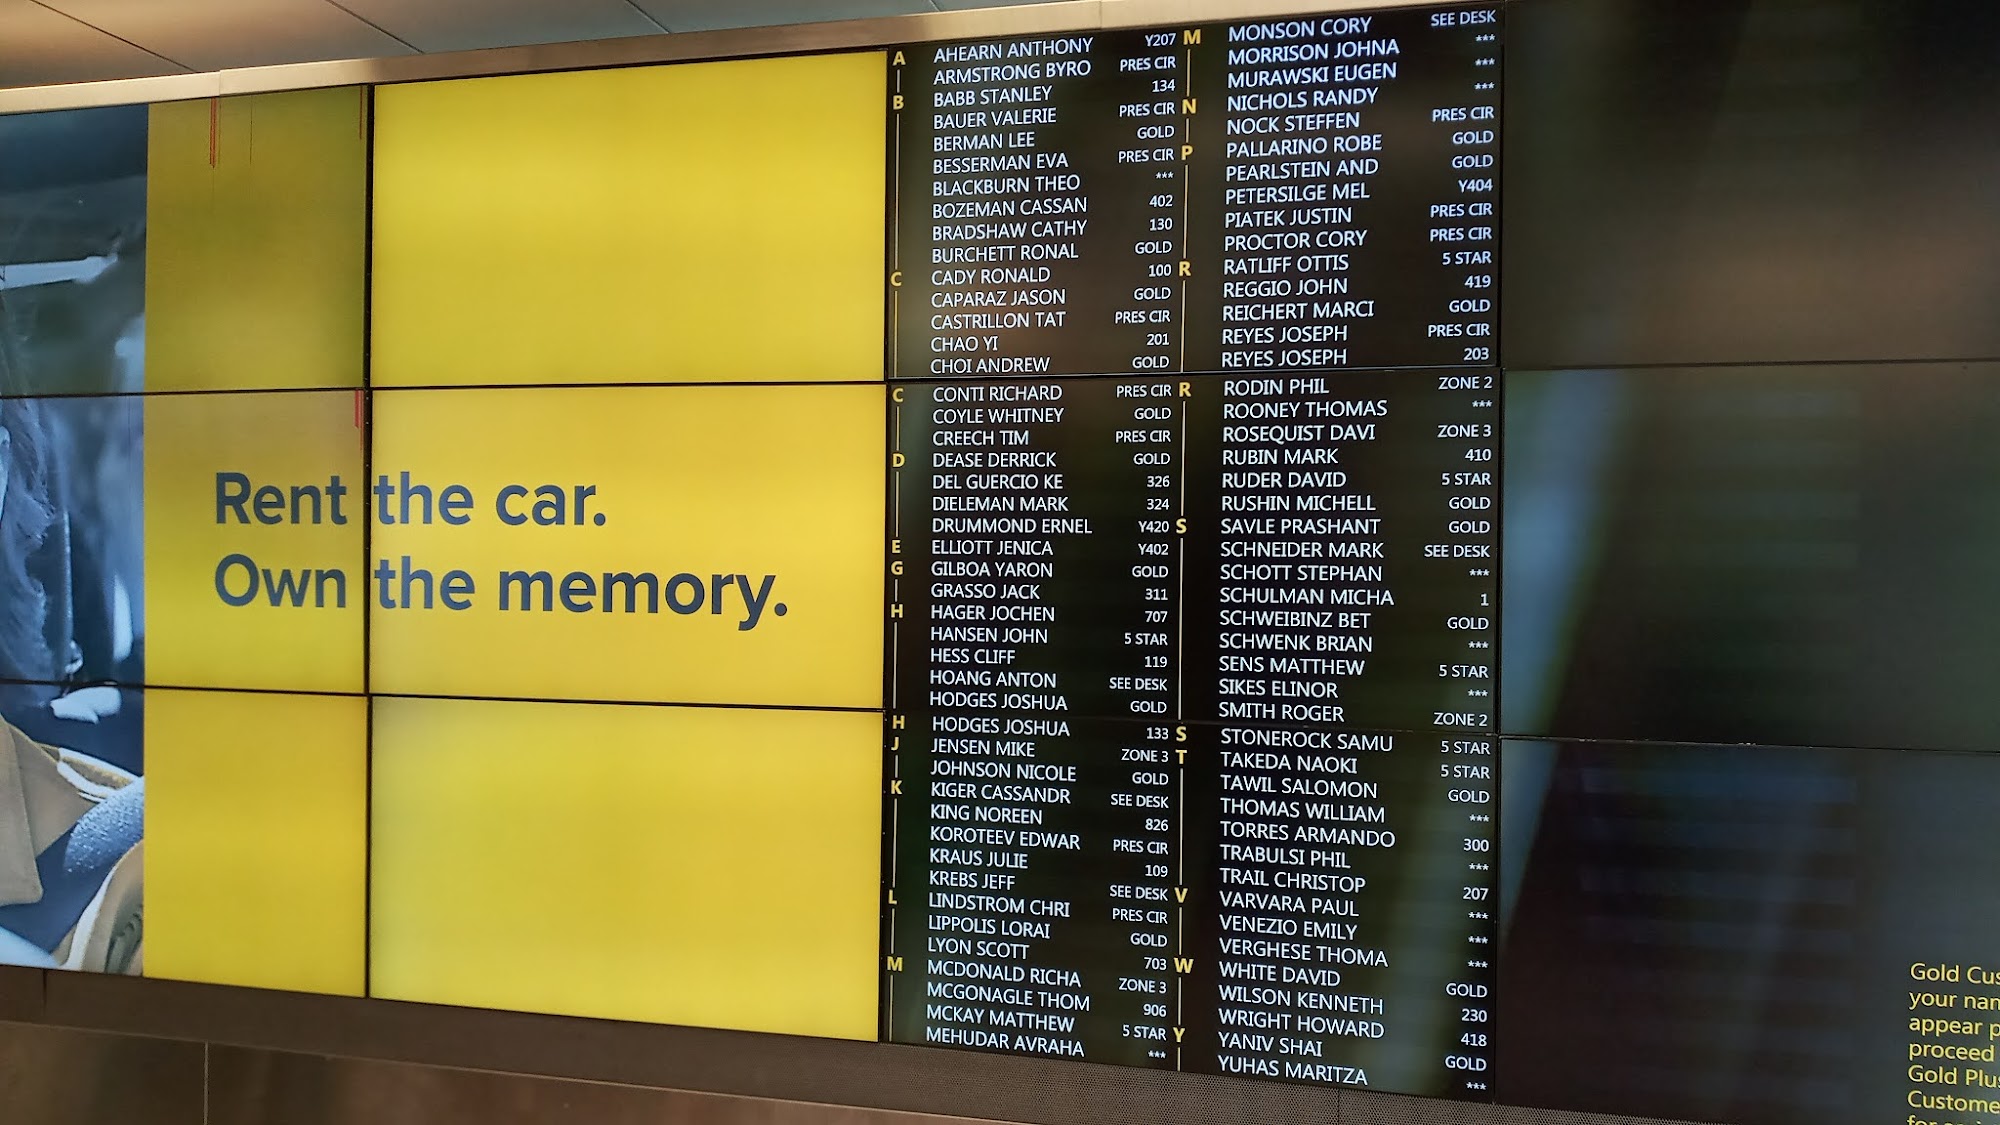 Rent the car.
Own the memory.
A AHEARN ANTHONY Y207
ARMSTRONG BYRO PRES CIR
B BABB STANLEY 134
BAUER VALERIE PRES CIR
BERMAN LEE GOLD
BESSERMAN EVA PRES CIR
BLACKBURN THEO ***
BOZEMAN CASSAN 402
BRADSHAW CATHY 130
BURCHETT RONAL GOLD
C CADY RONALD 100
CAPARAZ JASON GOLD
CASTRILLON TAT PRES CIR
CHAO YI 201
CHOI ANDREW GOLD
C CONTI RICHARD PRES CIR
COYLE WHITNEY GOLD
CREECH TIM PRES CIR
D DEASE DERRICK GOLD
DEL GUERCIO KE 326
DIELEMAN MARK 324
DRUMMOND ERNEL Y420
E ELLIOTT JENICA Y402
G GILBOA YARON GOLD
GRASSO JACK 311
H HAGER JOCHEN 707
HANSEN JOHN 5 STAR
HESS CLIFF 119
HOANG ANTON SEE DESK
HODGES JOSHUA GOLD
H HODGES JOSHUA 133
J JENSEN MIKE ZONE 3
JOHNSON NICOLE GOLD
K KIGER CASSANDR SEE DESK
KING NOREEN 826
KOROTEEV EDWAR PRES CIR
KRAUS JULIE 109
KREBS JEFF SEE DESK
L LINDSTROM CHRI PRES CIR
LIPPOLIS LORAI GOLD
LYON SCOTT 703
M MCDONALD RICHA ZONE 3
MCGONAGLE THOM 906
MCKAY MATTHEW 5 STAR
MEHUDAR AVRAHA ***
M MONSON CORY SEE DESK
MORRISON JOHNA ***
MURAWSKI EUGEN ***
N NICHOLS RANDY ***
NOCK STEFFEN PRES CIR
P PALLARINO ROBE GOLD
PEARLSTEIN AND GOLD
PETERSILGE MEL Y404
PIATEK JUSTIN PRES CIR
PROCTOR CORY PRES CIR
R RATLIFF OTTIS 5 STAR
REGGIO JOHN 419
REICHERT MARCI GOLD
REYES JOSEPH PRES CIR
REYES JOSEPH 203
R RODIN PHIL ZONE 2
ROONEY THOMAS ***
ROSEQUIST DAVI ZONE 3
RUBIN MARK 410
RUDER DAVID 5 STAR
RUSHIN MICHELL GOLD
S SAVLE PRASHANT GOLD
SCHNEIDER MARK SEE DESK
SCHOTT STEPHAN ***
SCHULMAN MICHA 1
SCHWEIBINZ BET GOLD
SCHWENK BRIAN ***
SENS MATTHEW 5 STAR
SIKES ELINOR ***
SMITH ROGER ZONE 2
S STONEROCK SAMU 5 STAR
T TAKEDA NAOKI 5 STAR
TAWIL SALOMON GOLD
THOMAS WILLIAM ***
TORRES ARMANDO 300
TRABULSI PHIL ***
TRAIL CHRISTOP 207
V VARVARA PAUL ***
VENEZIO EMILY ***
VERGHESE THOMA ***
W WHITE DAVID GOLD
WILSON KENNETH 230
WRIGHT HOWARD 418
Y YANIV SHAI GOLD
YUHAS MARITZA ***
Gold Cus
your nam
appear p
proceed
Gold Plus
Custome